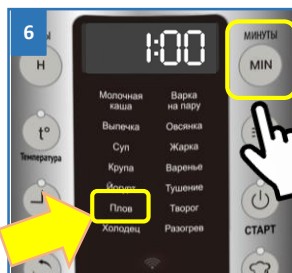 6
1:00
МИНУТЫ
H
MIN
Молочная каша
Варка на пару
Выпечка
Овсянка
t°
Температура
Суп
Жарка
Крупа
Варенье
Йогурт
Тушение
Плов
Творог
Холодец
Разогрев
СТАРТ